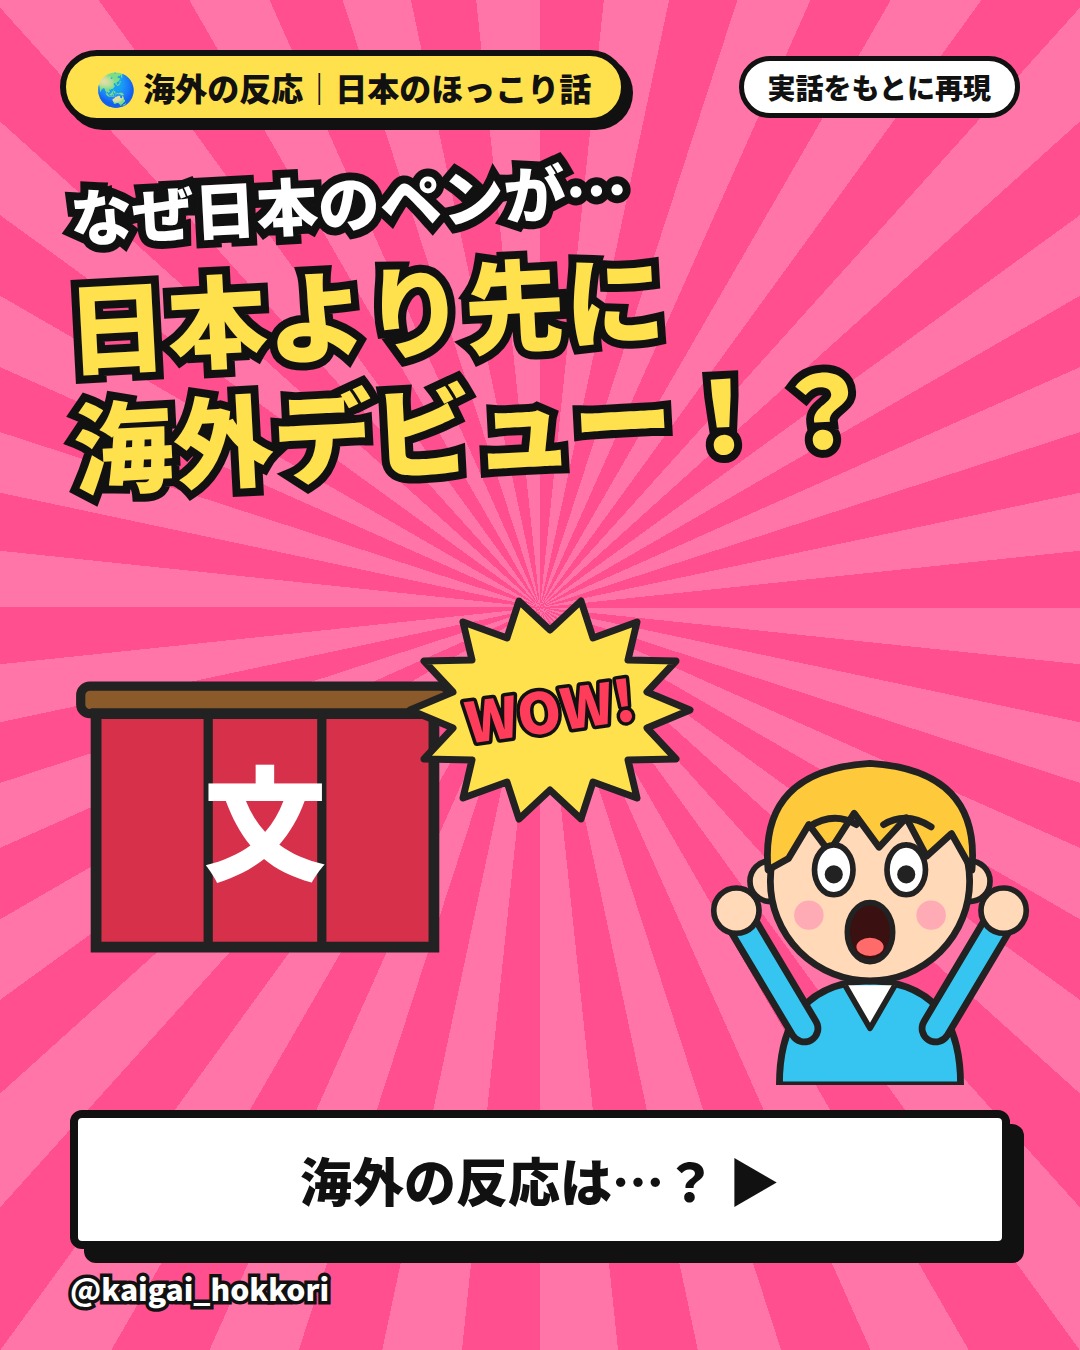 🌏 海外の反応｜日本のほっこり話
実話をもとに再現
なぜ日本のペンが…
日本より先に
海外デビュー！？
WOW!
文
海外の反応は…？ ▶
@kaigai_hokkori